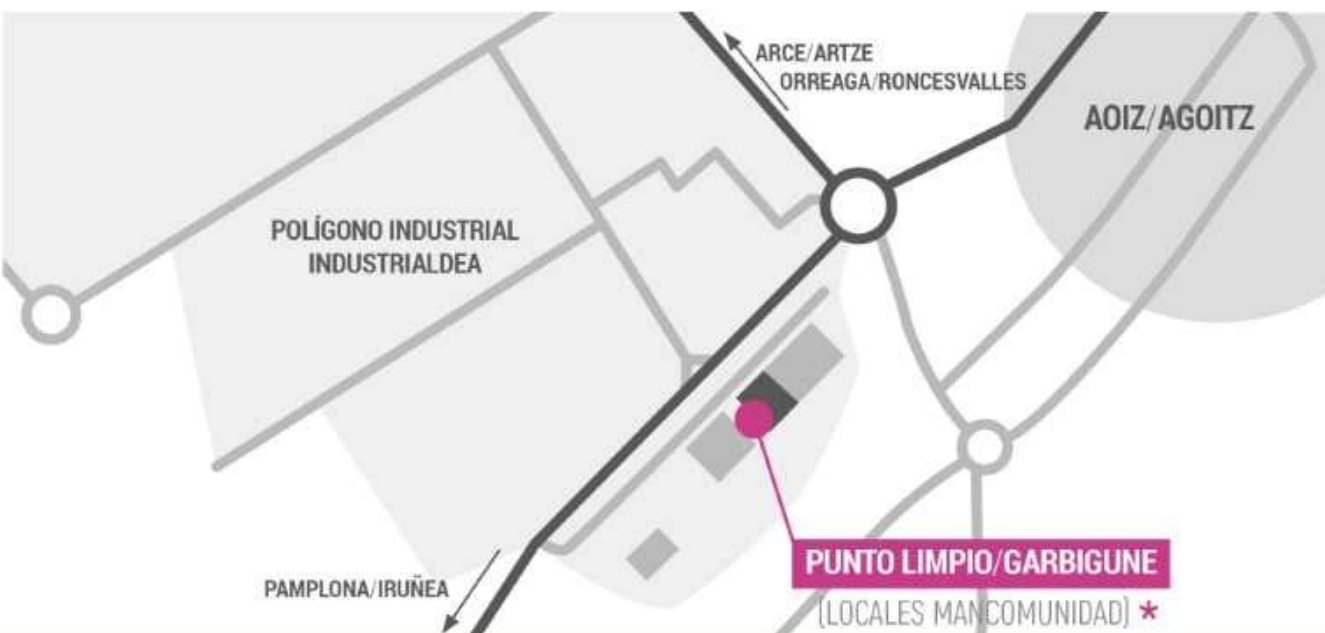 ARCE/ARTZE
ORREAGA/RONCESVALLES
AOIZ/AGOITZ
POLÍGONO INDUSTRIAL
INDUSTRIALDEA
PAMPLONA/IRUÑEA
PUNTO LIMPIO/GARBIGUNE
(LOCALES MANCOMUNIDAD) *